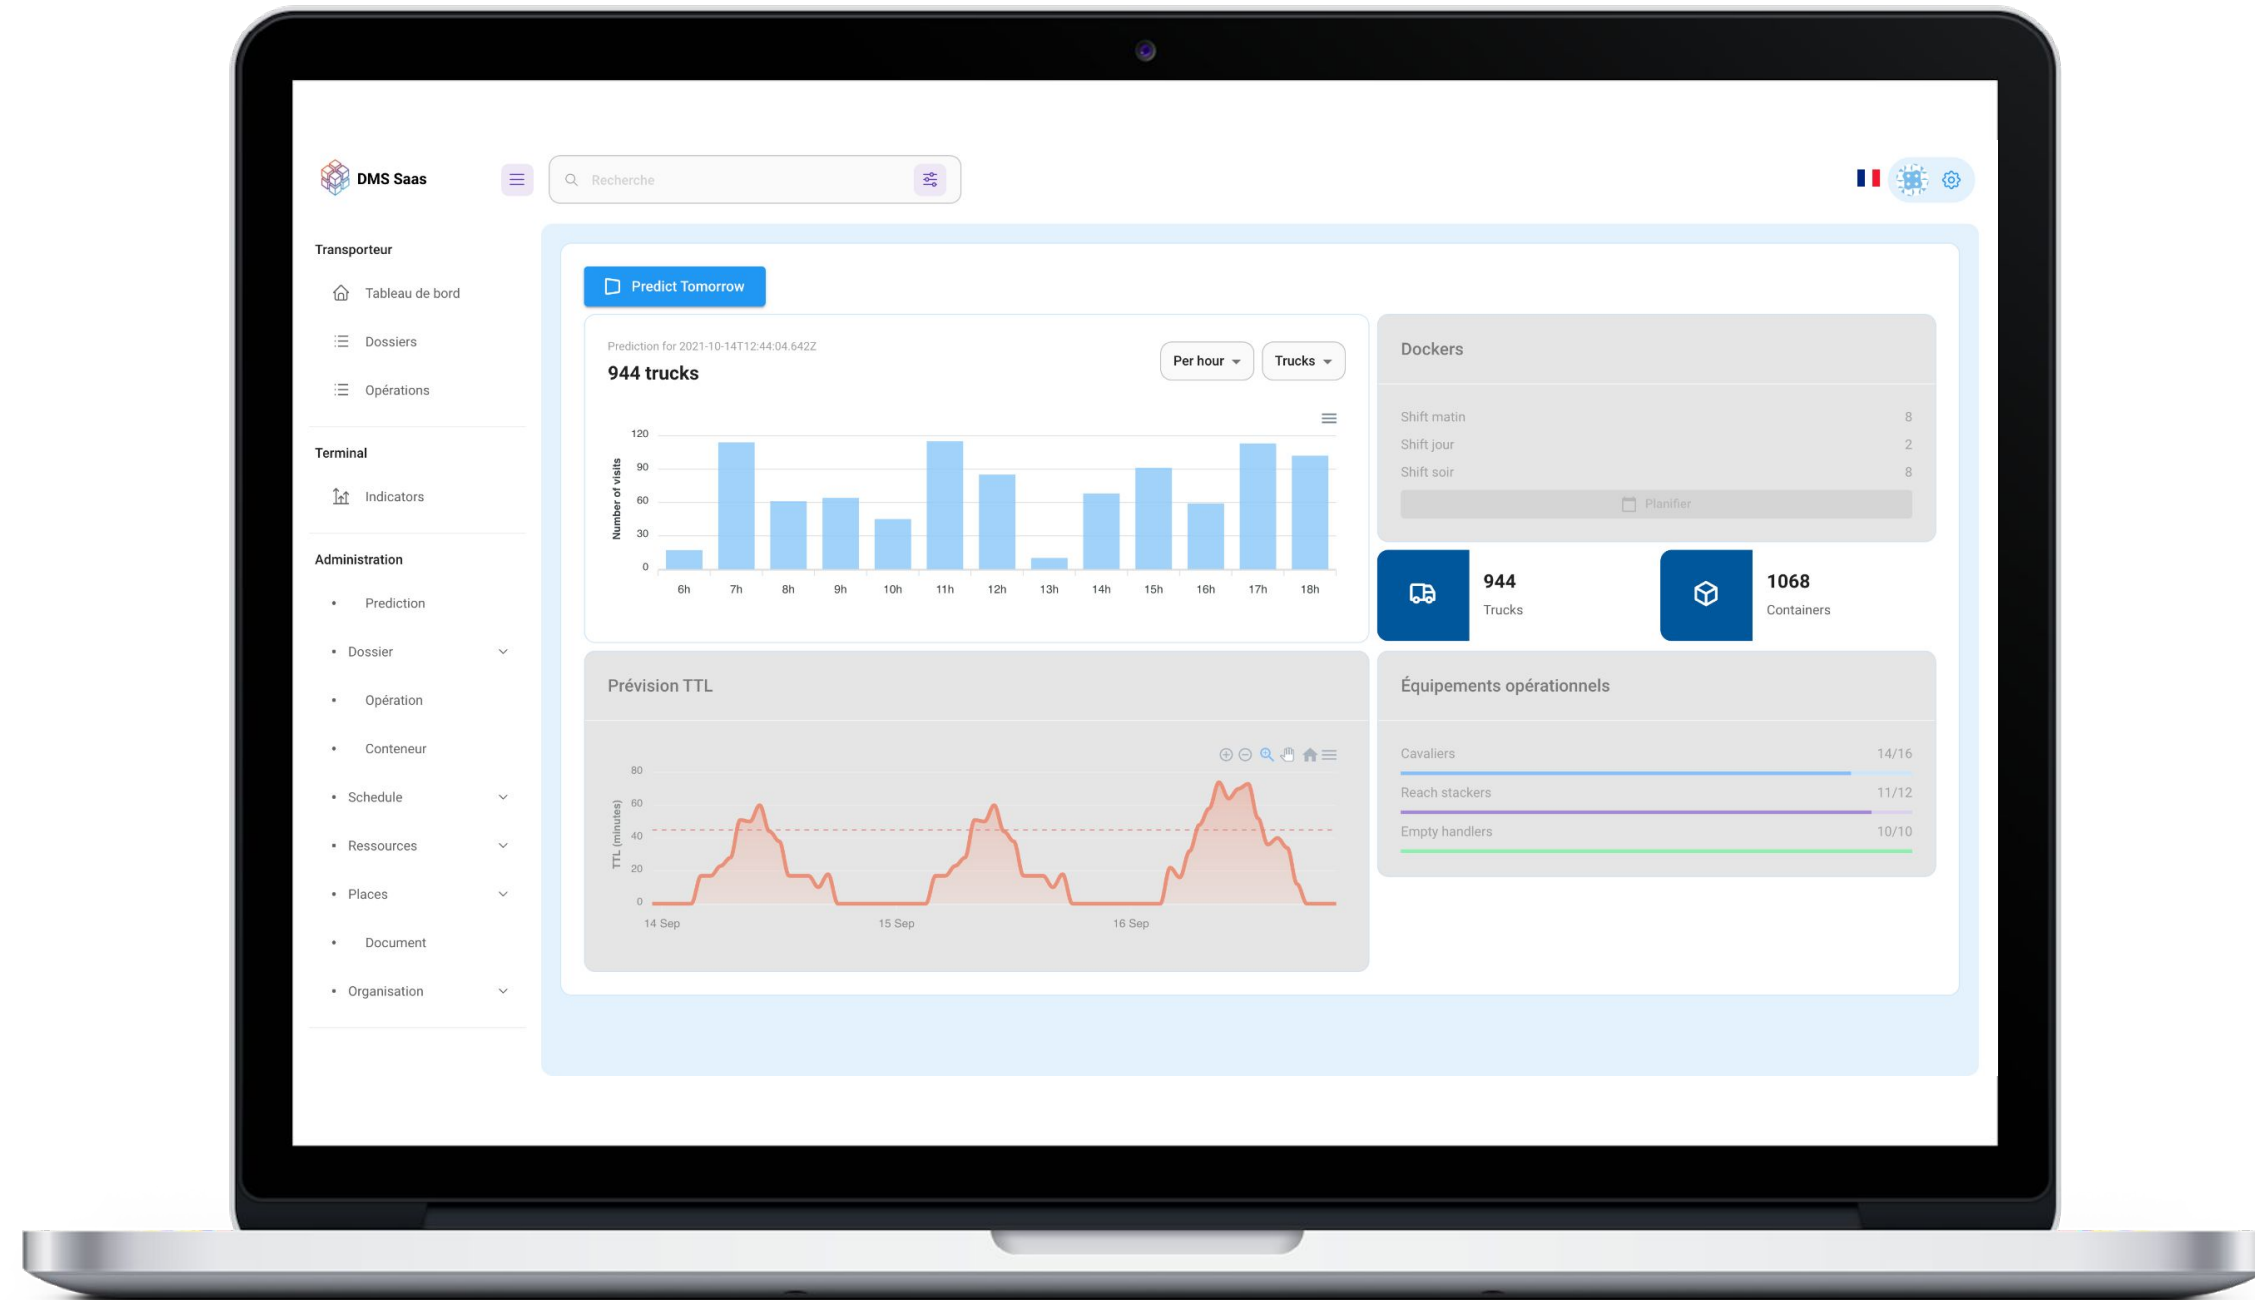 DMS Saas
Recherche
Transporteur
Tableau de bord
Dossiers
Opérations
Terminal
Indicators
Administration
Prediction
Dossier
Opération
Conteneur
Schedule
Ressources
Places
Document
Organisation
Predict Tomorrow
Prediction for 2021-10-14T12:44:04.642Z
944 trucks
Per hour
Trucks
Number of visits
120
90
60
30
0
6h 7h 8h 9h 10h 11h 12h 13h 14h 15h 16h 17h 18h
Dockers
Shift matin 8
Shift jour 2
Shift soir 8
Planifier
944
Trucks
1068
Containers
Prévision TTL
TTL (minutes)
80
60
40
20
0
14 Sep 15 Sep 16 Sep
Équipements opérationnels
Cavaliers 14/16
Reach stackers 11/12
Empty handlers 10/10